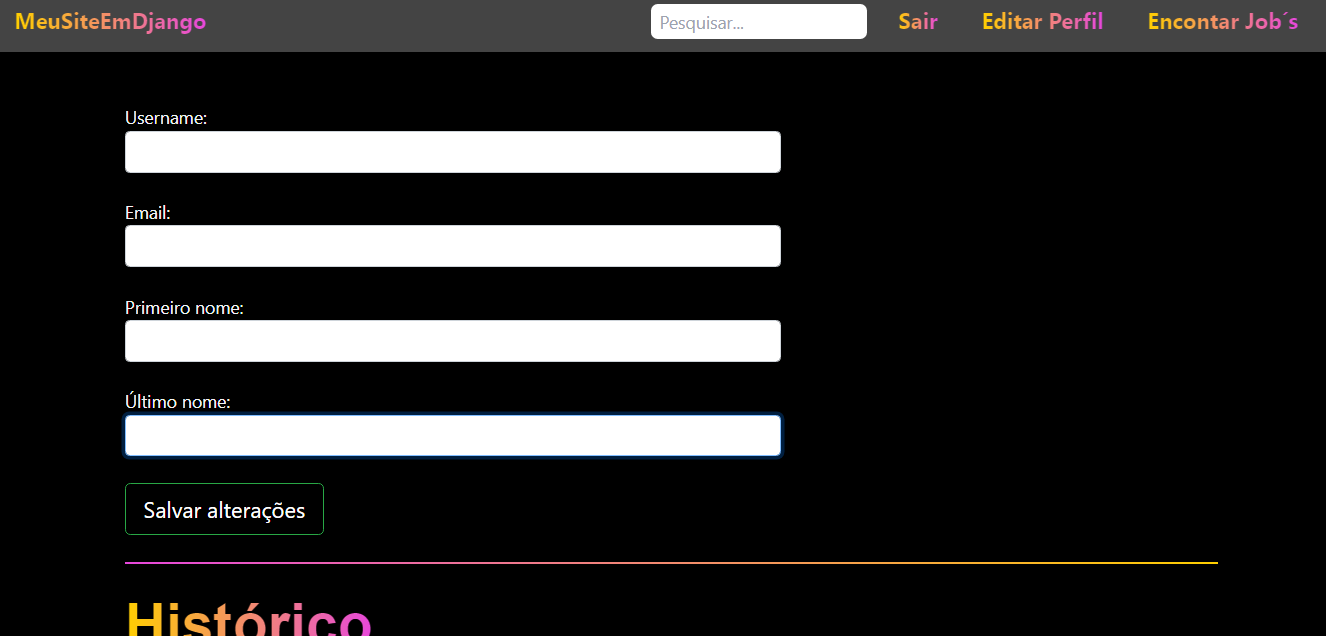 MeuSiteEmDjango Pesquisar... Sair Editar Perfil Encontar Job´s
Username:
Email:
Primeiro nome:
Último nome:
Salvar alterações
Histórico